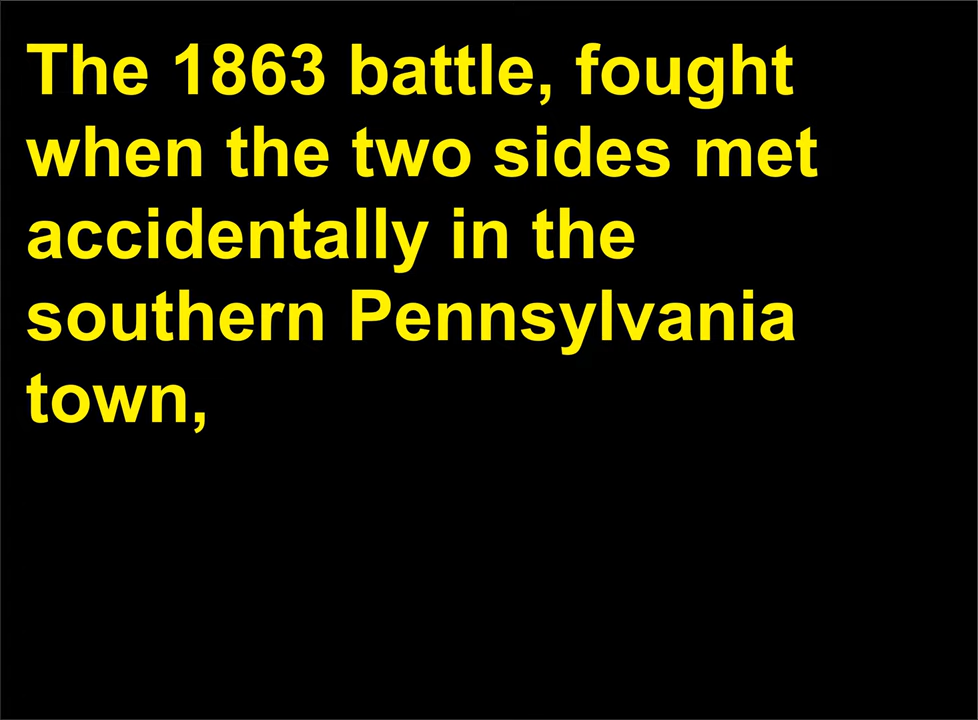 The 1863 battle, fought
when the two sides met
accidentally in the
southern Pennsylvania
town,